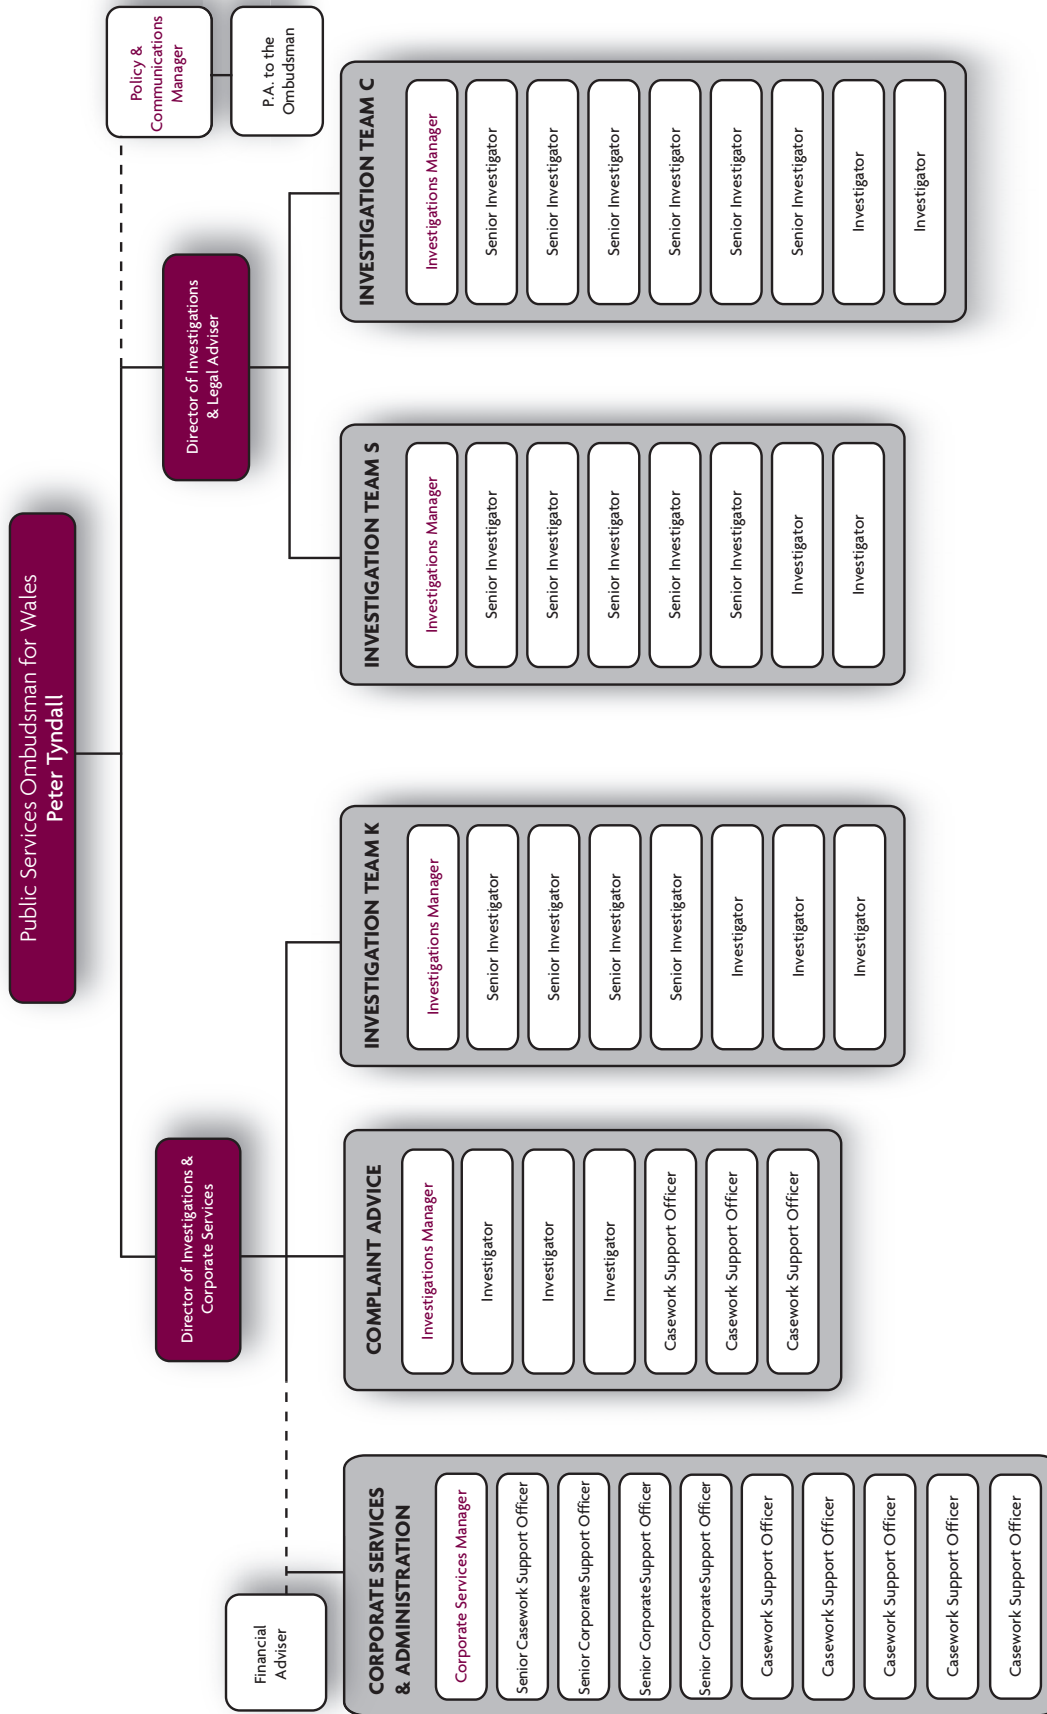 Public Services Ombudsman for Wales
Peter Tyndall
Policy &
Communications
Manager
P.A. to the
Ombudsman
Director of Investigations &
Corporate Services
Director of Investigations
& Legal Adviser
Financial
Adviser
CORPORATE SERVICES
& ADMINISTRATION
Corporate Services Manager
Senior Casework Support Officer
Senior Corporate Support Officer
Senior Corporate Support Officer
Senior Corporate Support Officer
Casework Support Officer
Casework Support Officer
Casework Support Officer
Casework Support Officer
Casework Support Officer
COMPLAINT ADVICE
Investigations Manager
Investigator
Investigator
Investigator
Casework Support Officer
Casework Support Officer
Casework Support Officer
INVESTIGATION TEAM K
Investigations Manager
Senior Investigator
Senior Investigator
Senior Investigator
Senior Investigator
Investigator
Investigator
Investigator
INVESTIGATION TEAM S
Investigations Manager
Senior Investigator
Senior Investigator
Senior Investigator
Senior Investigator
Senior Investigator
Investigator
Investigator
INVESTIGATION TEAM C
Investigations Manager
Senior Investigator
Senior Investigator
Senior Investigator
Senior Investigator
Senior Investigator
Senior Investigator
Investigator
Investigator